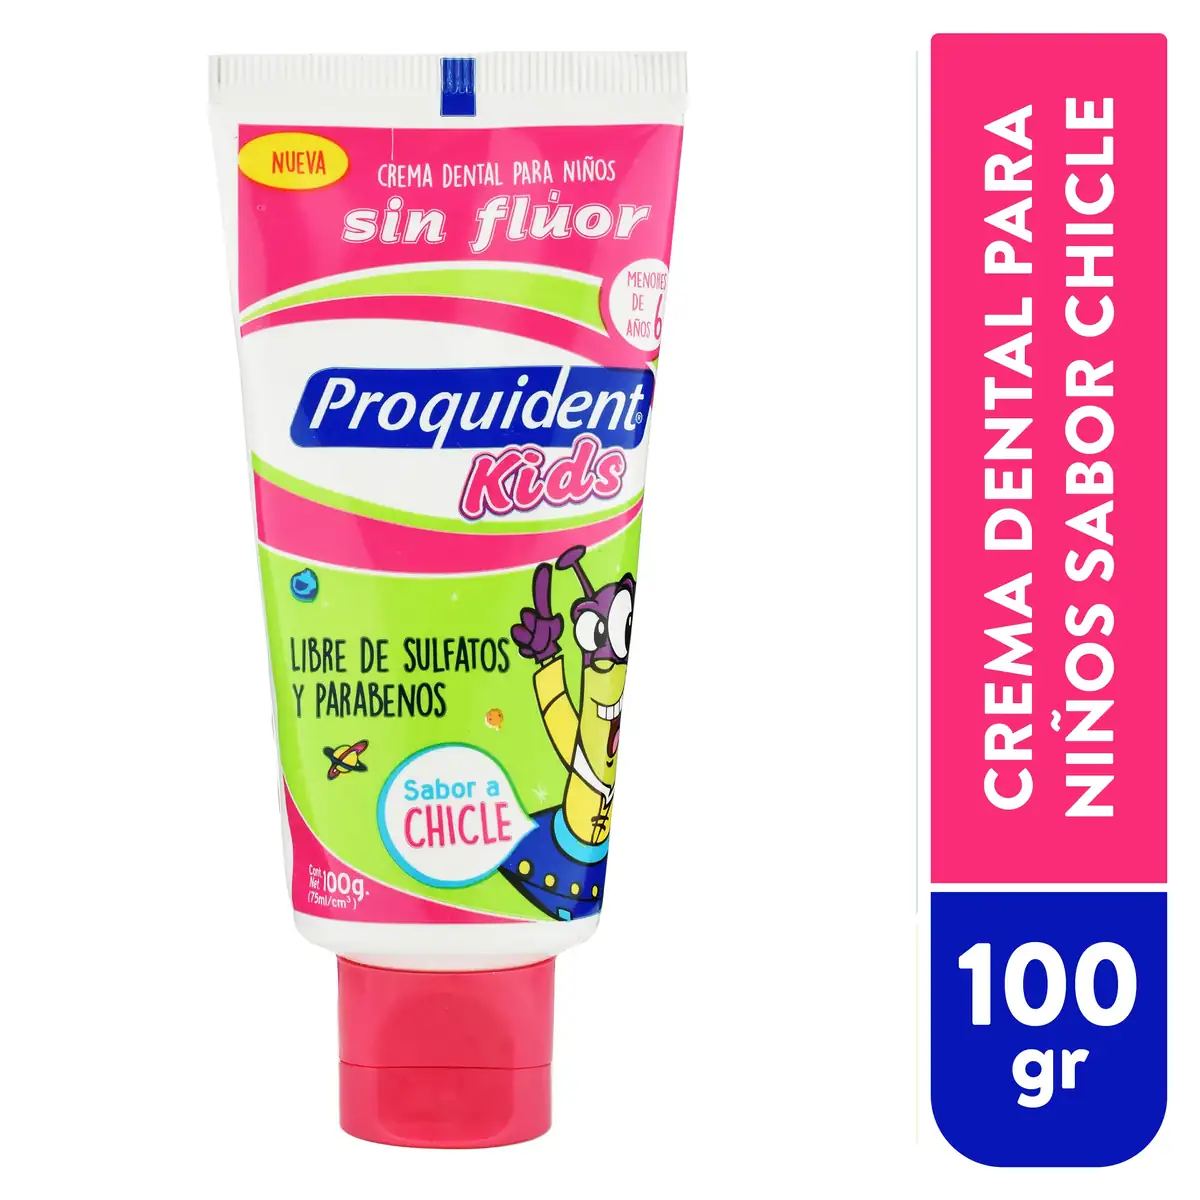 NUEVA
CREMA DENTAL PARA NIÑOS
sin flúor
MENORES
DE 6
AÑOS
Proquident®
Kids
LIBRE DE SULFATOS
Y PARABENOS
Sabor a
CHICLE
Cont.
Net 100g.
(75ml/cm³)
CREMA DENTAL PARA
NIÑOS SABOR CHICLE
100
gr